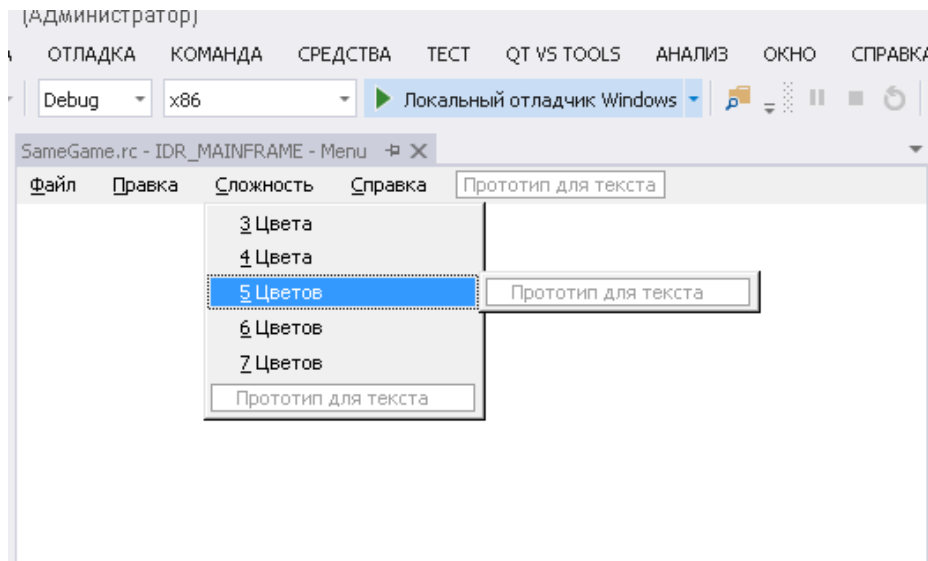 (Администратор)
ОТЛАДКА КОМАНДА СРЕДСТВА ТЕСТ QT VS TOOLS АНАЛИЗ ОКНО СПРАВКА
Debug x86 Локальный отладчик Windows
SameGame.rc - IDR_MAINFRAME - Menu
Файл Правка Сложность Справка Прототип для текста
3 Цвета
4 Цвета
5 Цветов Прототип для текста
6 Цветов
7 Цветов
Прототип для текста